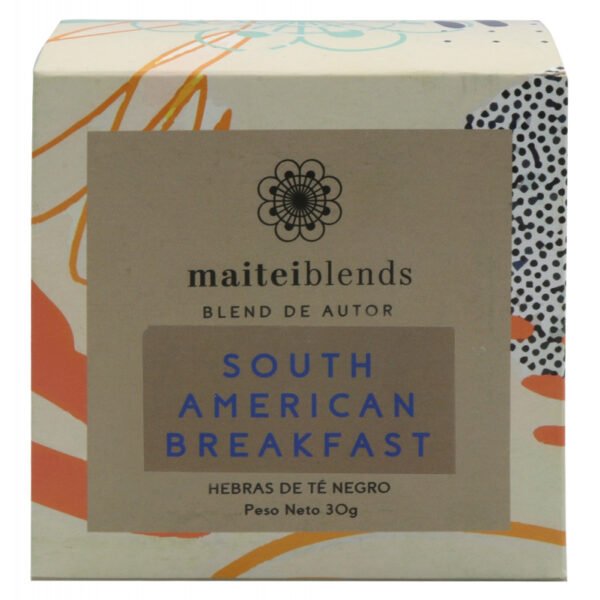 maiteiblends
BLEND DE AUTOR
SOUTH
AMERICAN
BREAKFAST
HEBRAS DE TÉ NEGRO
Peso Neto 30g